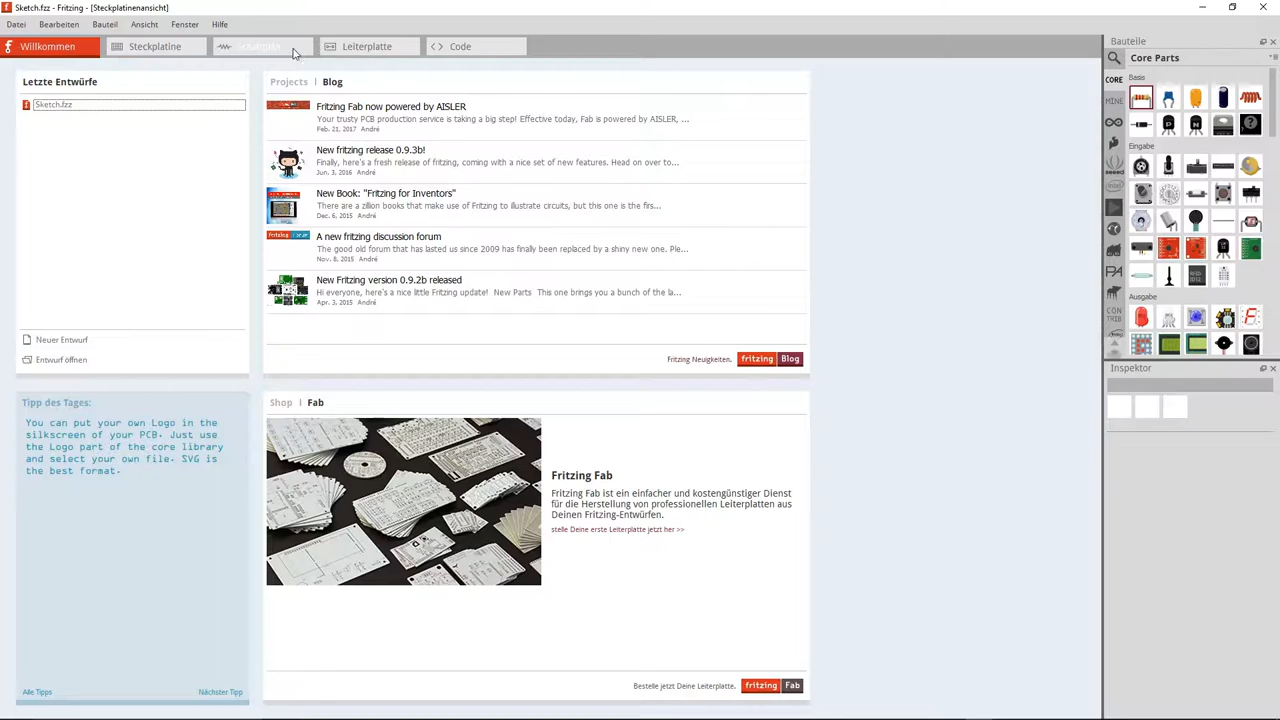 Sketch.fzz - Fritzing - [Steckplatinenansicht]
Datei Bearbeiten Bauteil Ansicht Fenster Hilfe
Willkommen Steckplatine Schaltplan Leiterplatte Code
Letzte Entwürfe
Sketch.fzz
Neuer Entwurf
Entwurf öffnen
Projects | Blog
Fritzing Fab now powered by AISLER
Your trusty PCB production service is taking a big step! Effective today, Fab is powered by AISLER, ...
Feb. 21, 2017 André
New fritzing release 0.9.3b!
Finally, here's a fresh release of fritzing, coming with a nice set of new features. Head on over to...
Jun. 3, 2016 André
New Book: "Fritzing for Inventors"
There are a zillion books that make use of Fritzing to illustrate circuits, but this one is the firs...
Dec. 6, 2015 André
A new fritzing discussion forum
The good old forum that has lasted us since 2009 has finally been replaced by a shiny new one. Ple...
Nov. 8, 2015 André
New Fritzing version 0.9.2b released
Hi everyone, here's a nice little Fritzing update! New Parts This one brings you a bunch of the la...
Apr. 3, 2015 André
Fritzing Neuigkeiten. fritzing Blog
Tipp des Tages:
You can put your own Logo in the
silkscreen of your PCB. Just use
the Logo part of the core library
and select your own file. SVG is
the best format.
Alle Tipps Nächster Tipp
Shop | Fab
Fritzing Fab
Fritzing Fab ist ein einfacher und kostengünstiger Dienst
für die Herstellung von professionellen Leiterplatten aus
Deinen Fritzing-Entwürfen.
stelle Deine erste Leiterplatte jetzt her >>
Bestelle jetzt Deine Leiterplatte. fritzing Fab
Bauteile
Core Parts
CORE
MINE
seeed
intel
PA
CON
TRIB
Basis
Eingabe
Ausgabe
Inspektor